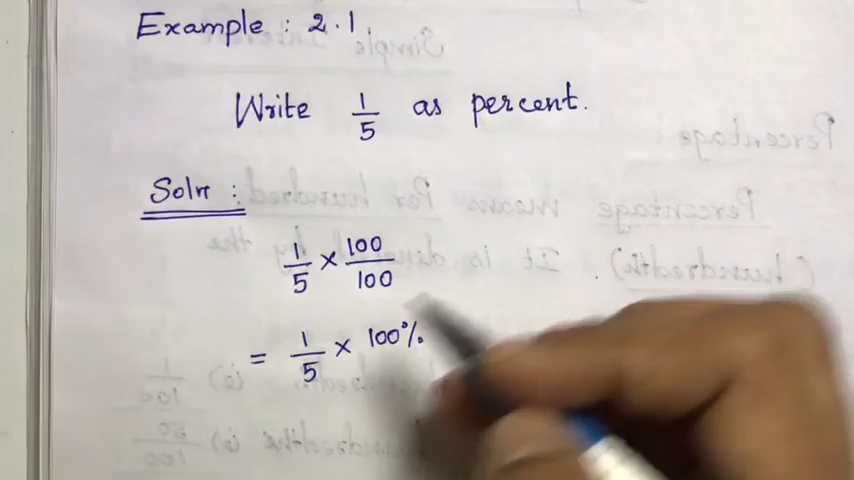 Example : 2.1
Write 1/5 as percent.
Soln :
1/5 × 100/100
= 1/5 × 100%